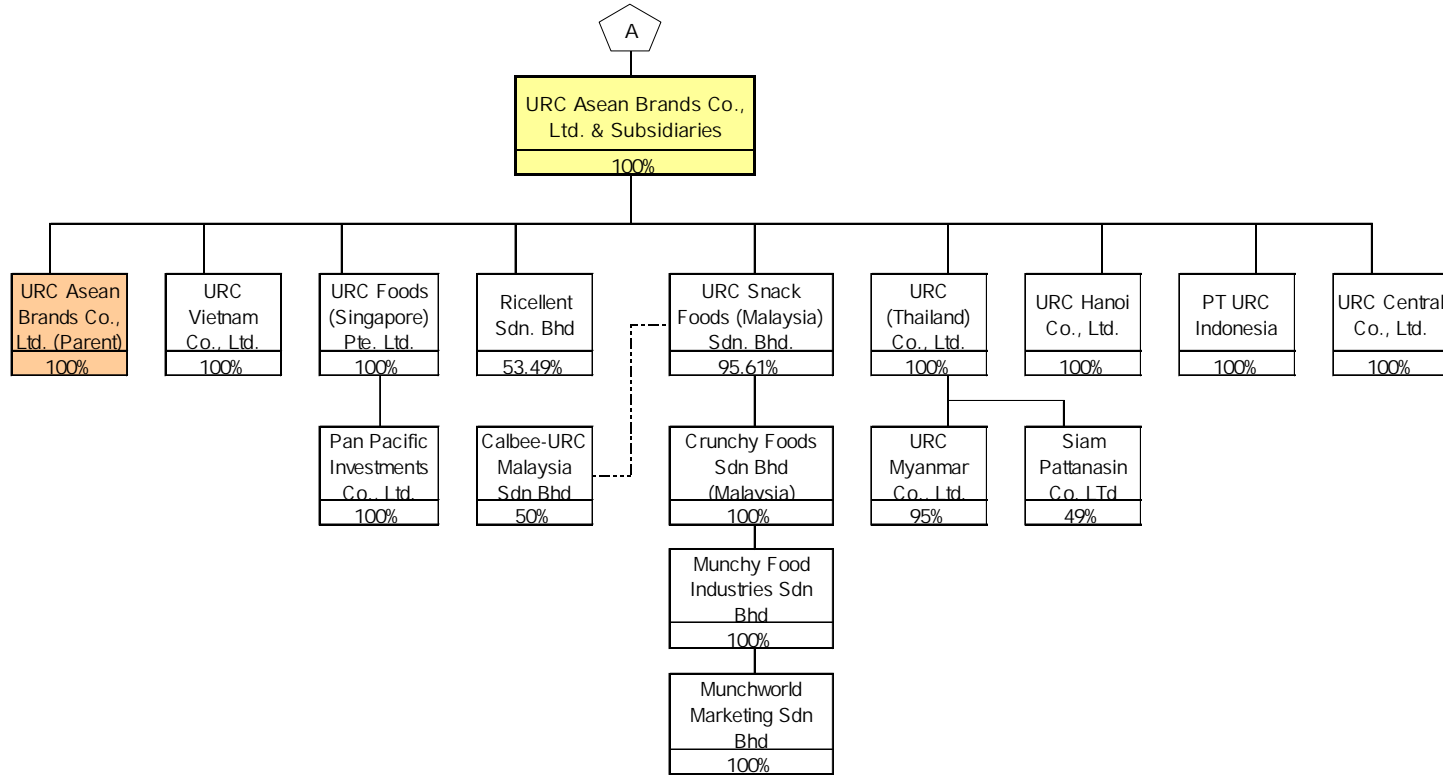 A
URC Asean Brands Co.,
Ltd. & Subsidiaries
100%
URC Asean
Brands Co.,
Ltd. (Parent)
100%
URC
Vietnam
Co., Ltd.
100%
URC Foods
(Singapore)
Pte. Ltd.
100%
Ricellent
Sdn. Bhd
53.49%
URC Snack
Foods (Malaysia)
Sdn. Bhd.
95.61%
URC
(Thailand)
Co., Ltd.
100%
URC Hanoi
Co., Ltd.
100%
PT URC
Indonesia
100%
URC Central
Co., Ltd.
100%
Pan Pacific
Investments
Co., Ltd.
100%
Calbee-URC
Malaysia
Sdn Bhd
50%
Crunchy Foods
Sdn Bhd
(Malaysia)
100%
URC
Myanmar
Co., Ltd.
95%
Siam
Pattanasin
Co. LTd
49%
Munchy Food
Industries Sdn
Bhd
100%
Munchworld
Marketing Sdn
Bhd
100%